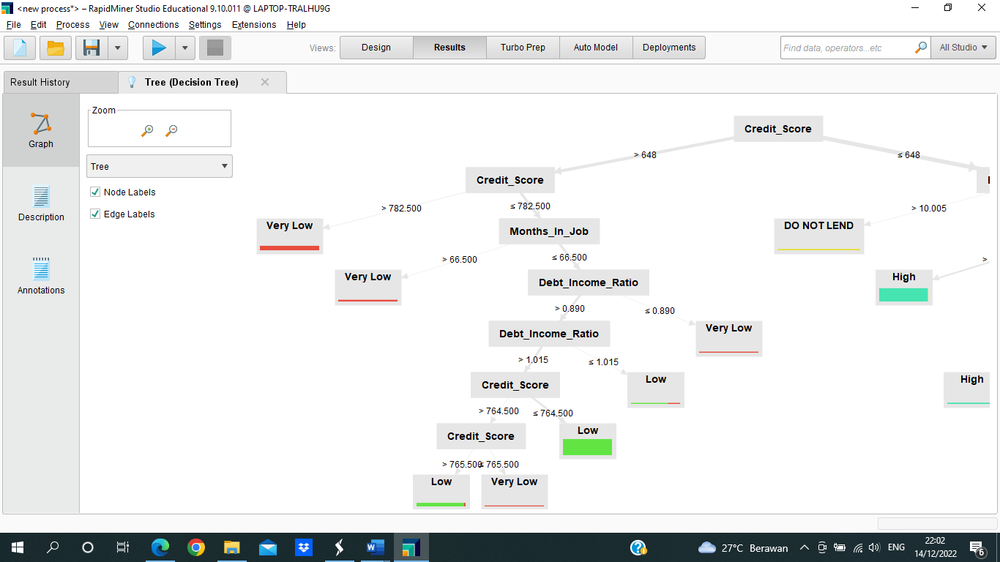 <new process*> – RapidMiner Studio Educational 9.10.011 @ LAPTOP-TRALHU9G
File Edit Process View Connections Settings Extensions Help
Views: Design Results Turbo Prep Auto Model Deployments Find data, operators...etc All Studio
Result History Tree (Decision Tree)
Graph
Description
Annotations
Zoom
Tree
Node Labels
Edge Labels
Credit_Score
> 648 ≤ 648
Credit_Score
> 782.500 ≤ 782.500 > 10.005
Very Low Months_In_Job DO NOT LEND
> 66.500 ≤ 66.500 >
Very Low Debt_Income_Ratio High
> 0.890 ≤ 0.890
Debt_Income_Ratio Very Low
> 1.015 ≤ 1.015
Credit_Score Low High
> 764.500 ≤ 764.500
Credit_Score Low
> 765.500 ≤ 765.500
Low Very Low
27°C Berawan ENG 22:02
14/12/2022 6